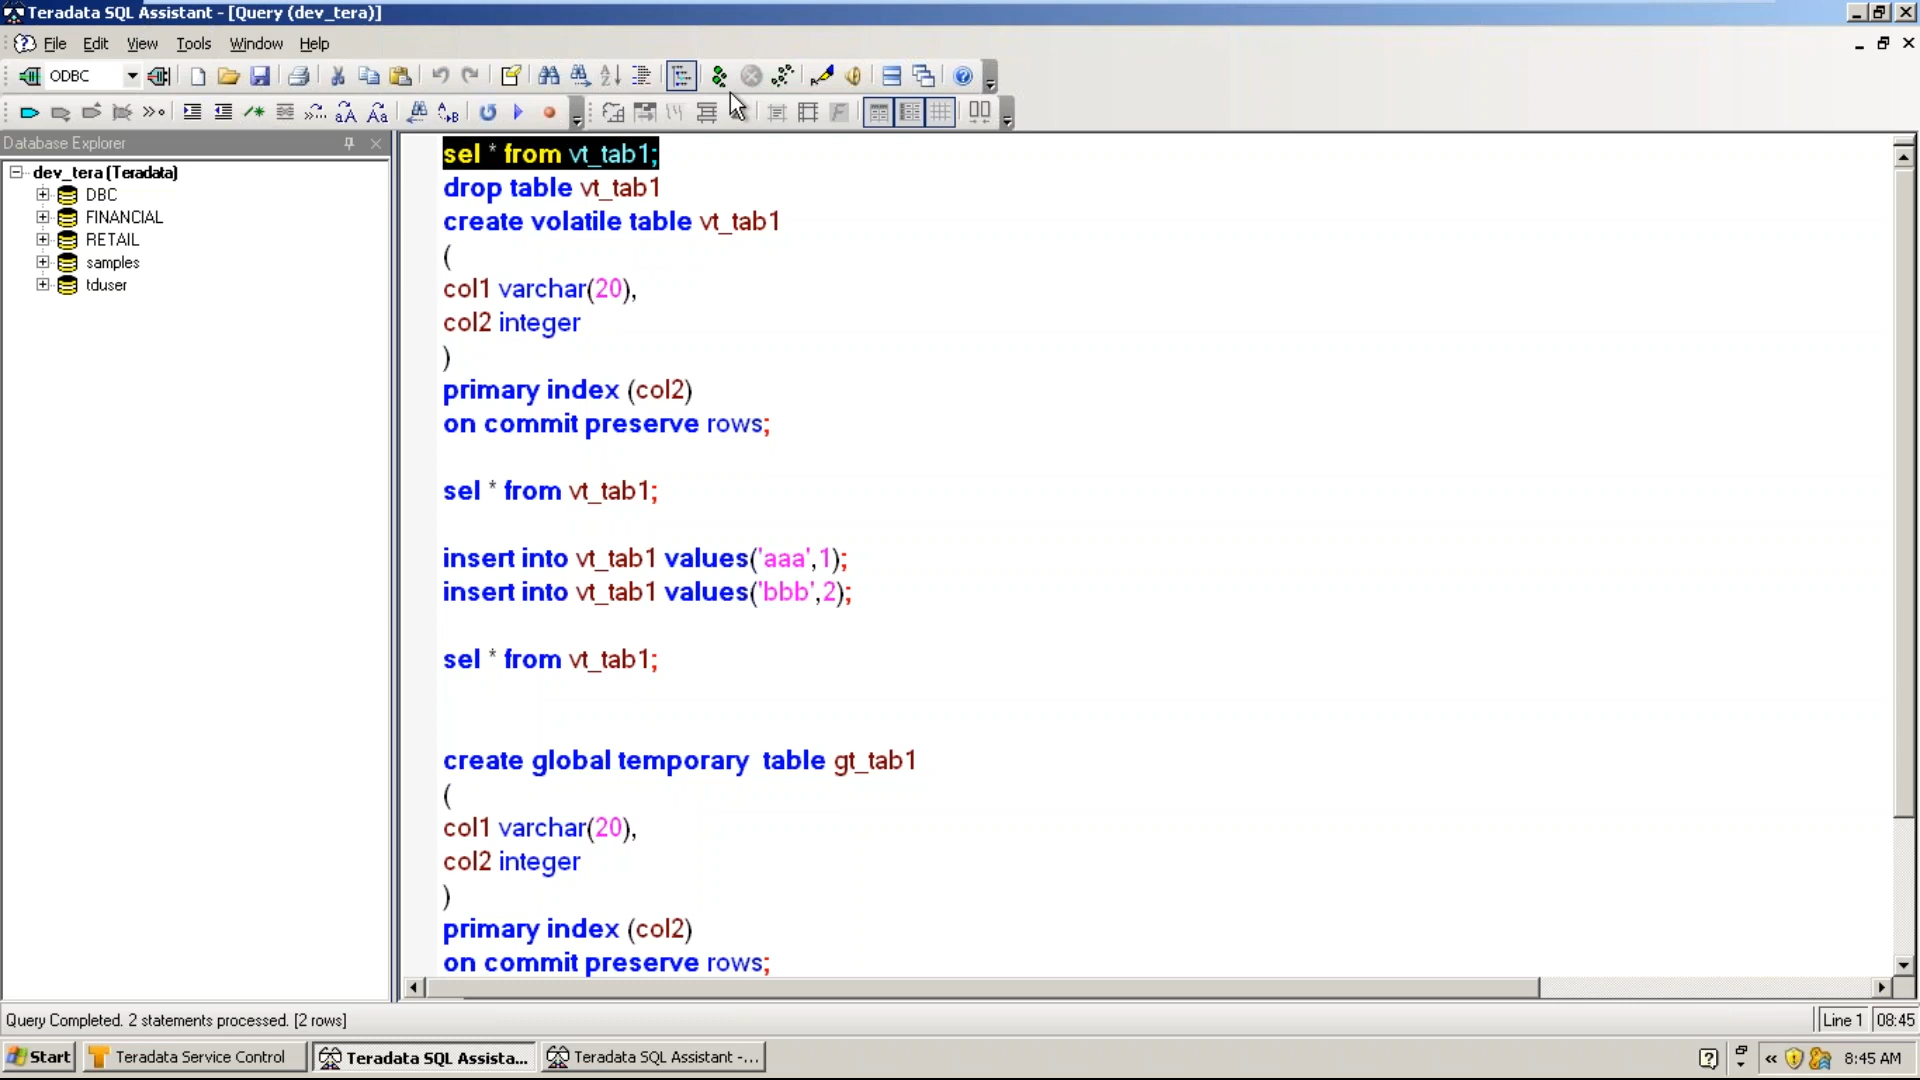 Teradata SQL Assistant - [Query (dev_tera)]
File Edit View Tools Window Help
ODBC
Database Explorer
dev_tera (Teradata)
DBC
FINANCIAL
RETAIL
samples
tduser
sel * from vt_tab1;
drop table vt_tab1
create volatile table vt_tab1
(
col1 varchar(20),
col2 integer
)
primary index (col2)
on commit preserve rows;
sel * from vt_tab1;
insert into vt_tab1 values('aaa',1);
insert into vt_tab1 values('bbb',2);
sel * from vt_tab1;
create global temporary  table gt_tab1
(
col1 varchar(20),
col2 integer
)
primary index (col2)
on commit preserve rows;
Query Completed. 2 statements processed. [2 rows]
Line 1 08:45
Start Teradata Service Control Teradata SQL Assista... Teradata SQL Assistant -... 8:45 AM